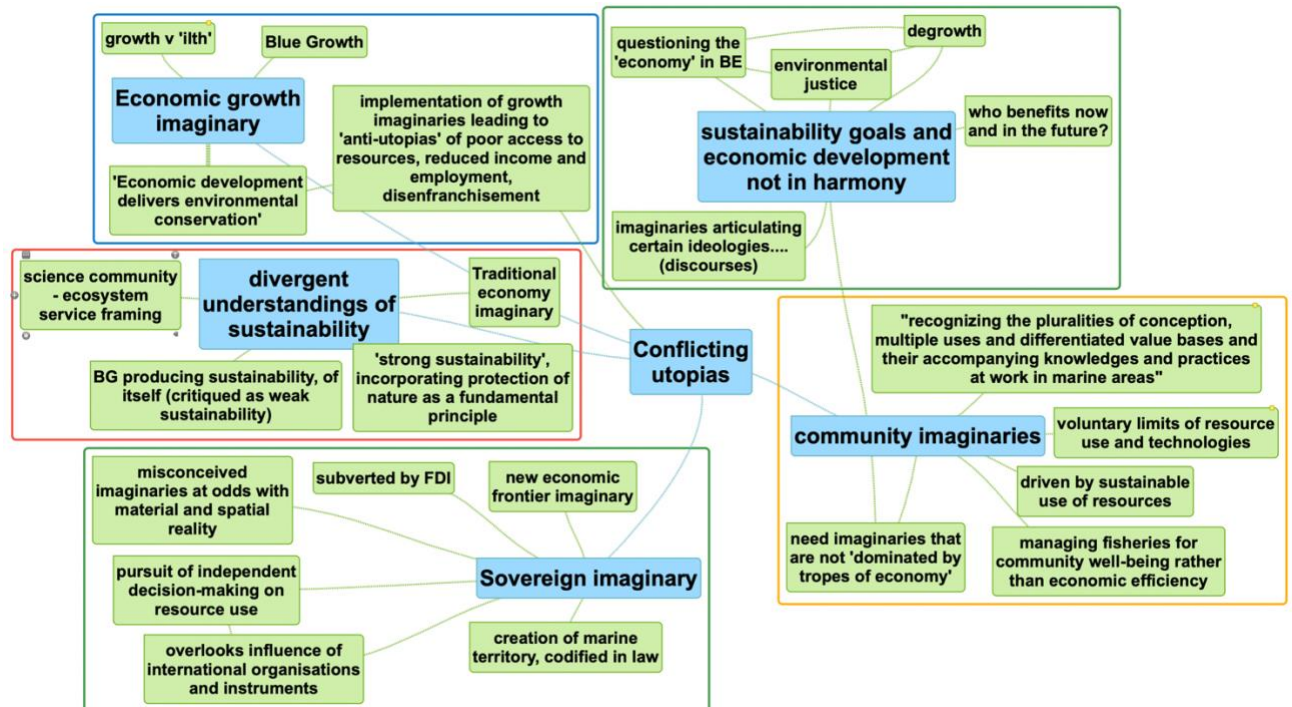 growth v 'ilth'
Blue Growth
Economic growth
imaginary
implementation of growth
imaginaries leading to
'anti-utopias' of poor access to
resources, reduced income and
employment,
disenfranchisement
'Economic development
delivers environmental
conservation'
questioning the
'economy' in BE
degrowth
environmental
justice
who benefits now
and in the future?
sustainability goals and
economic development
not in harmony
imaginaries articulating
certain ideologies....
(discourses)
science community
- ecosystem
service framing
divergent
understandings of
sustainability
Traditional
economy
imaginary
BG producing sustainability, of
itself (critiqued as weak
sustainability)
'strong sustainability',
incorporating protection of
nature as a fundamental
principle
Conflicting
utopias
"recognizing the pluralities of conception,
multiple uses and differentiated value bases and
their accompanying knowledges and practices
at work in marine areas"
community imaginaries
voluntary limits of resource
use and technologies
driven by sustainable
use of resources
need imaginaries that
are not 'dominated by
tropes of economy'
managing fisheries for
community well-being rather
than economic efficiency
misconceived
imaginaries at odds with
material and spatial
reality
subverted by FDI
new economic
frontier imaginary
pursuit of independent
decision-making on
resource use
Sovereign imaginary
overlooks influence of
international organisations
and instruments
creation of marine
territory, codified in law